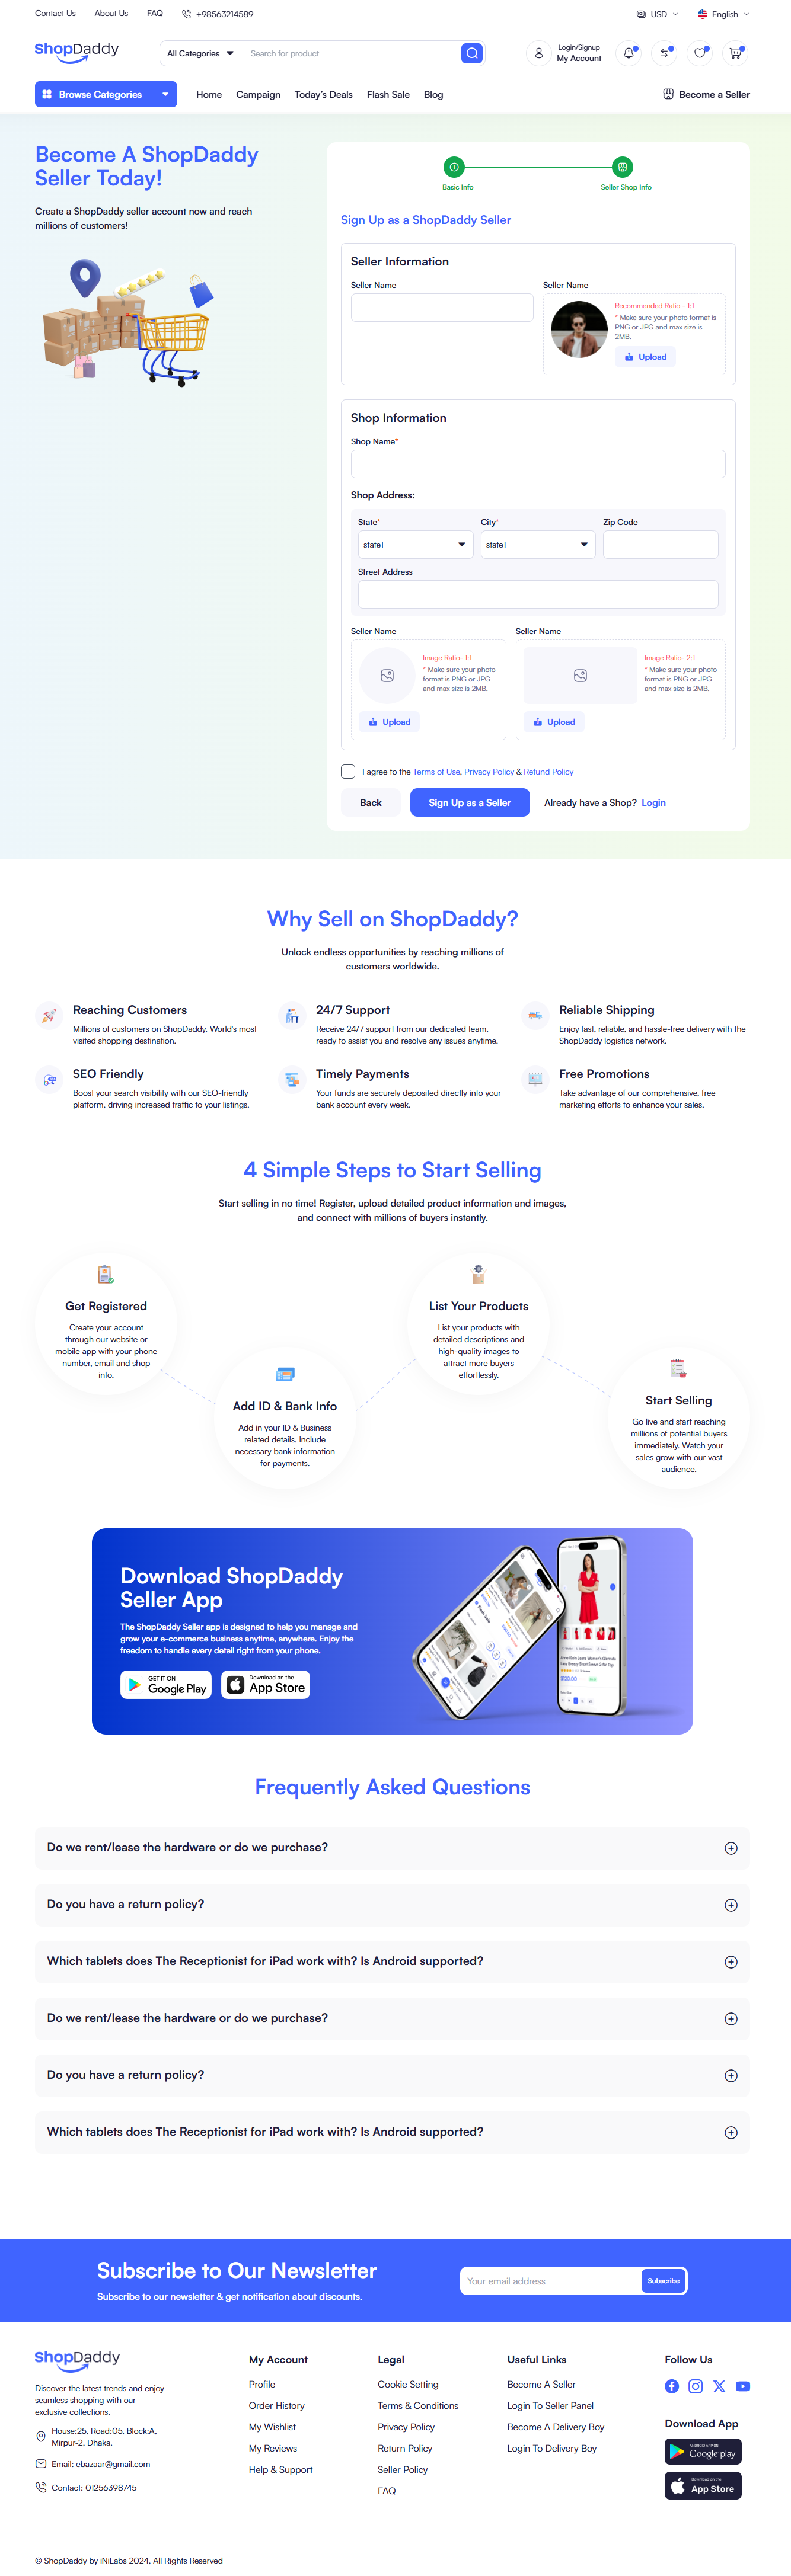 Contact Us
About Us
FAQ
+98563214589
USD
English
ShopDaddy
All Categories
Search for product
Login/Signup
My Account
Browse Categories
Home
Campaign
Today's Deals
Flash Sale
Blog
Become a Seller
Become A ShopDaddy
Seller Today!
Create a ShopDaddy seller account now and reach
millions of customers!
Basic Info
Seller Shop Info
Sign Up as a ShopDaddy Seller
Seller Information
Seller Name
Seller Name
Recommended Ratio - 1:1
* Make sure your photo format is
PNG or JPG and max size is
2MB.
Upload
Shop Information
Shop Name*
Shop Address:
State*
City*
Zip Code
state1
state1
Street Address
Seller Name
Seller Name
Image Ratio- 1:1
* Make sure your photo
format is PNG or JPG
and max size is 2MB.
Upload
Image Ratio- 2:1
* Make sure your photo
format is PNG or JPG
and max size is 2MB.
Upload
I agree to the Terms of Use, Privacy Policy & Refund Policy
Back
Sign Up as a Seller
Already have a Shop? Login
Why Sell on ShopDaddy?
Unlock endless opportunities by reaching millions of
customers worldwide.
Reaching Customers
Millions of customers on ShopDaddy, World's most
visited shopping destination.
24/7 Support
Receive 24/7 support from our dedicated team,
ready to assist you and resolve any issues anytime.
Reliable Shipping
Enjoy fast, reliable, and hassle-free delivery with the
ShopDaddy logistics network.
SEO Friendly
Boost your search visibility with our SEO-friendly
platform, driving increased traffic to your listings.
Timely Payments
Your funds are securely deposited directly into your
bank account every week.
Free Promotions
Take advantage of our comprehensive, free
marketing efforts to enhance your sales.
4 Simple Steps to Start Selling
Start selling in no time! Register, upload detailed product information and images,
and connect with millions of buyers instantly.
Get Registered
Create your account
through our website or
mobile app with your phone
number, email and shop
info.
Add ID & Bank Info
Add in your ID & Business
related details. Include
necessary bank information
for payments.
List Your Products
List your products with
detailed descriptions and
high-quality images to
attract more buyers
effortlessly.
Start Selling
Go live and start reaching
millions of potential buyers
immediately. Watch your
sales grow with our vast
audience.
Download ShopDaddy
Seller App
The ShopDaddy Seller app is designed to help you manage and
grow your e-commerce business anytime, anywhere. Enjoy the
freedom to handle every detail right from your phone.
GET IT ON
Google Play
Download on the
App Store
Flash Sale
$120.00
Frequently Asked Questions
Do we rent/lease the hardware or do we purchase?
Do you have a return policy?
Which tablets does The Receptionist for iPad work with? Is Android supported?
Do we rent/lease the hardware or do we purchase?
Do you have a return policy?
Which tablets does The Receptionist for iPad work with? Is Android supported?
Subscribe to Our Newsletter
Subscribe to our newsletter & get notification about discounts.
Your email address
Subscribe
ShopDaddy
Discover the latest trends and enjoy
seamless shopping with our
exclusive collections.
House:25, Road:05, Block:A,
Mirpur-2, Dhaka.
Email: ebazaar@gmail.com
Contact: 01256398745
My Account
Profile
Order History
My Wishlist
My Reviews
Help & Support
Legal
Cookie Setting
Terms & Conditions
Privacy Policy
Return Policy
Seller Policy
FAQ
Useful Links
Become A Seller
Login To Seller Panel
Become A Delivery Boy
Login To Delivery Boy
Follow Us
Download App
ANDROID APP ON
Google play
Download on the
App Store
© ShopDaddy by iNiLabs 2024, All Rights Reserved